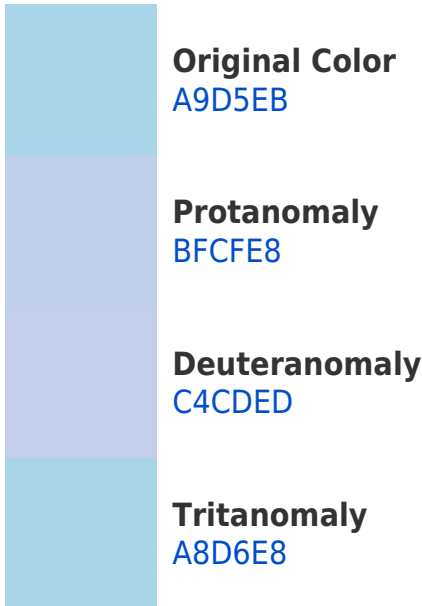 Original Color
A9D5EB
Protanomaly
BFCFE8
Deuteranomaly
C4CDED
Tritanomaly
A8D6E8